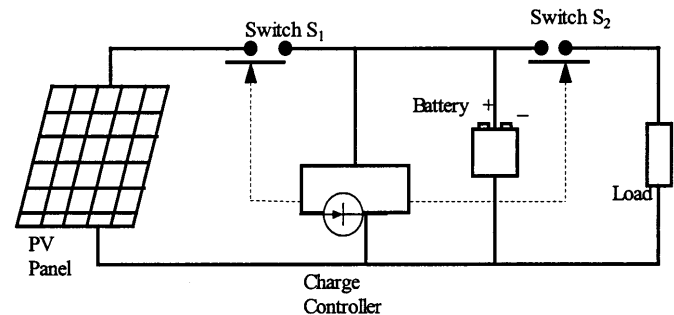 Switch S₁
Switch S₂
Battery + −
Load
PV
Panel
Charge
Controller